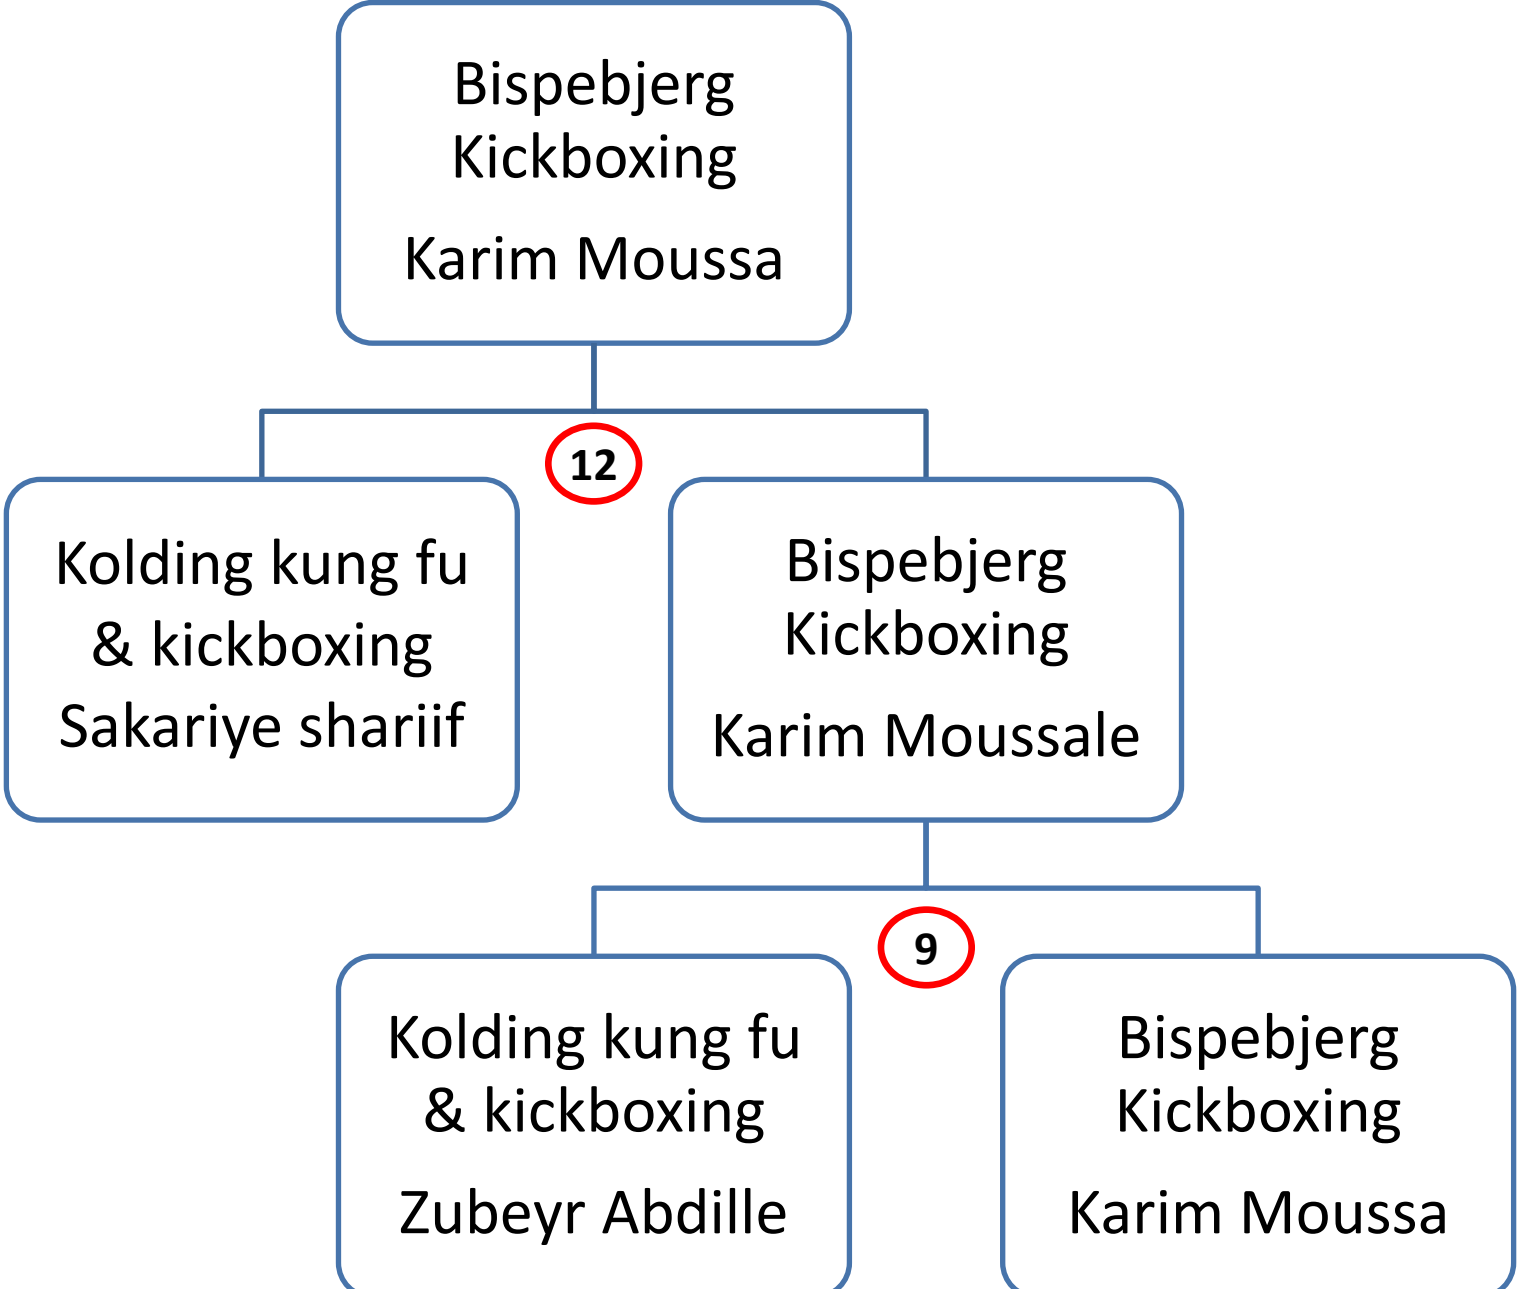 Bispebjerg
Kickboxing
Karim Moussa
12
Kolding kung fu
& kickboxing
Sakariye shariif
Bispebjerg
Kickboxing
Karim Moussale
9
Kolding kung fu
& kickboxing
Zubeyr Abdille
Bispebjerg
Kickboxing
Karim Moussa